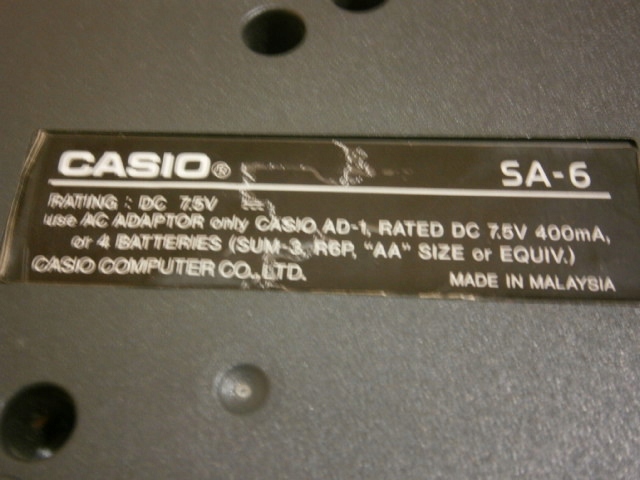 CASIO® SA-6
RATING : DC 7.5V
use AC ADAPTOR only CASIO AD-1, RATED DC 7.5V 400mA,
or 4 BATTERIES (SUM-3, R6P, "AA" SIZE or EQUIV.)
CASIO COMPUTER CO., LTD. MADE IN MALAYSIA